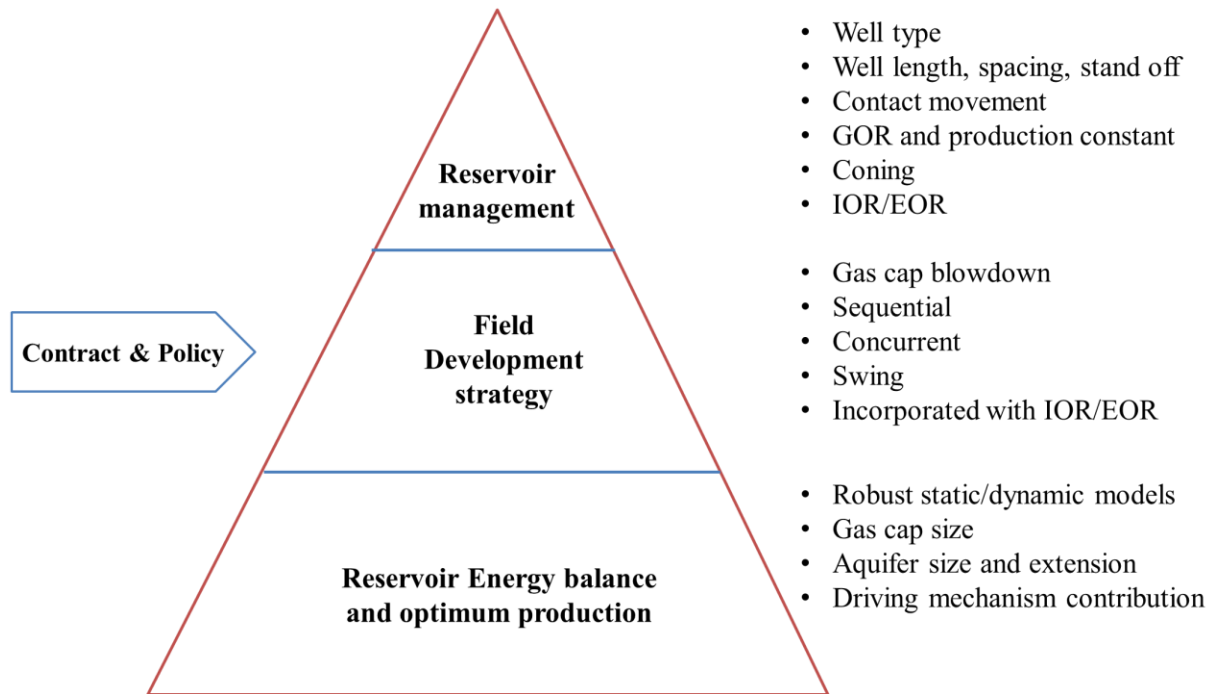 Contract & Policy
Reservoir
management
Field
Development
strategy
Reservoir Energy balance
and optimum production
• Well type
• Well length, spacing, stand off
• Contact movement
• GOR and production constant
• Coning
• IOR/EOR
• Gas cap blowdown
• Sequential
• Concurrent
• Swing
• Incorporated with IOR/EOR
• Robust static/dynamic models
• Gas cap size
• Aquifer size and extension
• Driving mechanism contribution